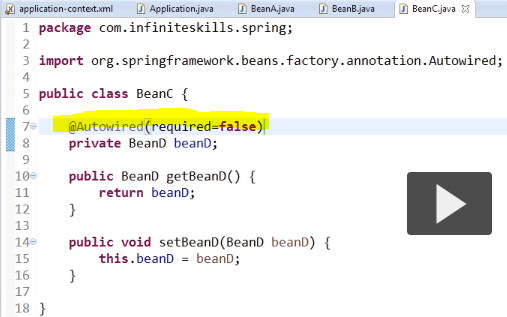 application-context.xml Application.java BeanA.java BeanB.java BeanC.java
1 package com.infiniteskills.spring;
2
3 import org.springframework.beans.factory.annotation.Autowired;
4
5 public class BeanC {
6
7 @Autowired(required=false)
8 private BeanD beanD;
9
10 public BeanD getBeanD() {
11 return beanD;
12 }
13
14 public void setBeanD(BeanD beanD) {
15 this.beanD = beanD;
16 }
17
18 }